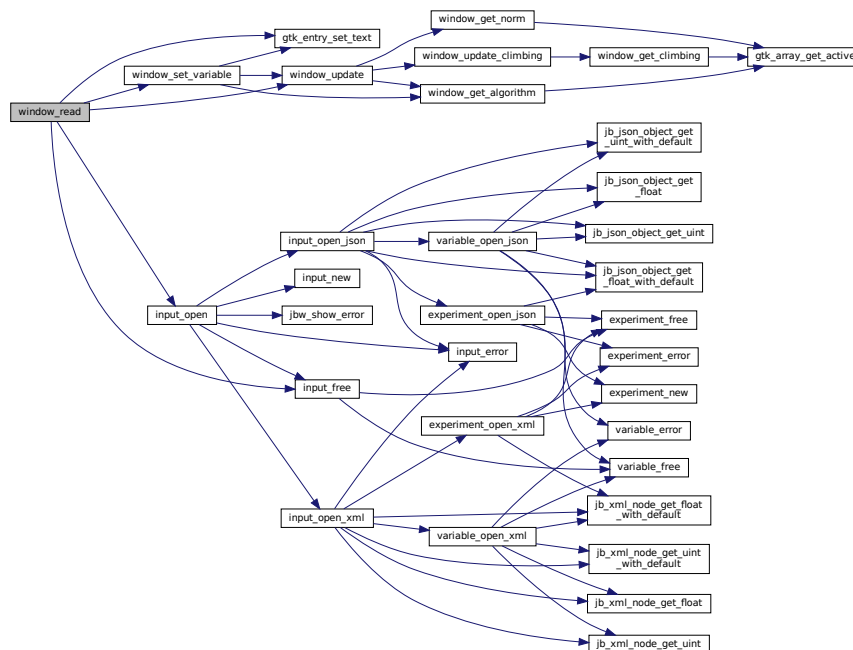 window_get_norm
gtk_entry_set_text
window_update_climbing
window_get_climbing
gtk_array_get_active
window_set_variable
window_update
window_get_algorithm
window_read
jb_json_object_get
_uint_with_default
jb_json_object_get
_float
jb_json_object_get_uint
input_open_json
variable_open_json
jb_json_object_get
_float_with_default
input_new
input_open
jbw_show_error
experiment_open_json
experiment_free
input_error
experiment_error
input_free
experiment_new
experiment_open_xml
variable_error
variable_free
jb_xml_node_get_float
_with_default
input_open_xml
variable_open_xml
jb_xml_node_get_uint
_with_default
jb_xml_node_get_float
jb_xml_node_get_uint